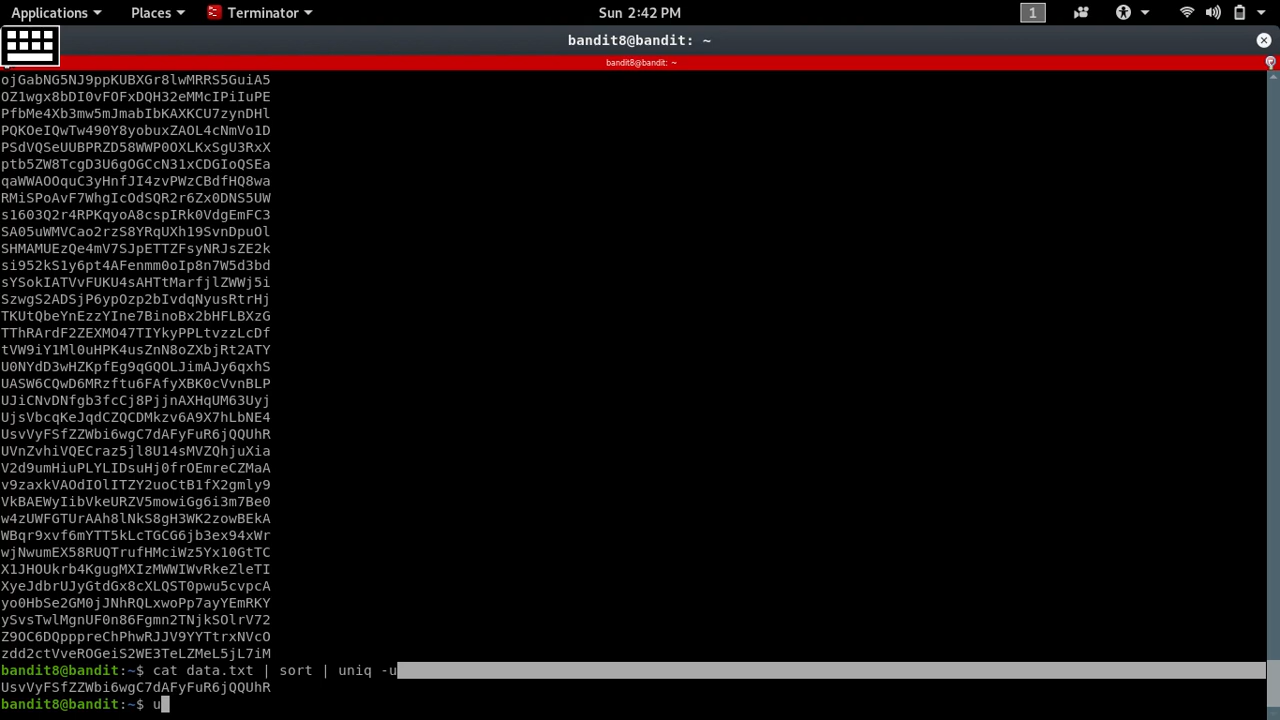 Applications Places Terminator Sun 2:42 PM 1
bandit8@bandit: ~
bandit8@bandit: ~
ojGabNG5NJ9ppKUBXGr8lwMRRS5GuiA5
OZ1wgx8bDI0vFOFxDQH32eMMcIPiIuPE
PfbMe4Xb3mw5mJmabIbKAXKCU7zynDHl
PQKOeIQwTw490Y8yobuxZAOL4cNmVo1D
PSdVQSeUUBPRZD58WWP0OXLKxSgU3RxX
ptb5ZW8TcgD3U6gOGCcN31xCDGIoQSEa
qaWWAOOquC3yHnfJI4zvPWzCBdfHQ8wa
RMiSPoAvF7WhgIcOdSQR2r6Zx0DNS5UW
s1603Q2r4RPKqyoA8cspIRk0VdgEmFC3
SA05uWMVCao2rzS8YRqUXh19SvnDpuOl
SHMAMUEzQe4mV7SJpETTZFsyNRJsZE2k
si952kS1y6pt4AFenmm0oIp8n7W5d3bd
sYSokIATVvFUKU4sAHTtMarfjlZWWj5i
SzwgS2ADSjP6ypOzp2bIvdqNyusRtrHj
TKUtQbeYnEzzYIne7BinoBx2bHFLBXzG
TThRArdF2ZEXMO47TIYkyPPLtvzzLcDf
tVW9iY1Ml0uHPK4usZnN8oZXbjRt2ATY
U0NYdD3wHZKpfEg9qGQOLJimAJy6qxhS
UASW6CQwD6MRzftu6FAfyXBK0cVvnBLP
UJiCNvDNfgb3fcCj8PjjnAXHqUM63Uyj
UjsVbcqKeJqdCZQCDMkzv6A9X7hLbNE4
UsvVyFSfZZWbi6wgC7dAFyFuR6jQQUhR
UVnZvhiVQECraz5jl8U14sMVZQhjuXia
V2d9umHiuPLYLIDsuHj0frOEmreCZMaA
v9zaxkVAOdIOlITZY2uoCtB1fX2gmly9
VkBAEWyIibVkeURZV5mowiGg6i3m7Be0
w4zUWFGTUrAAh8lNkS8gH3WK2zowBEkA
WBqr9xvf6mYTT5kLcTGCG6jb3ex94xWr
wjNwumEX58RUQTrufHMciWz5Yx10GtTC
X1JHOUkrb4KgugMXIzMWWIWvRkeZleTI
XyeJdbrUJyGtdGx8cXLQST0pwu5cvpcA
yo0HbSe2GM0jJNhRQLxwoPp7ayYEmRKY
ySvsTwlMgnUF0n86Fgmn2TNjkSOlrV72
Z9OC6DQpppreChPhwRJJV9YYTtrxNVcO
zdd2ctVveROGeiS2WE3TeLZMeL5jL7iM
bandit8@bandit:~$ cat data.txt | sort | uniq -u
UsvVyFSfZZWbi6wgC7dAFyFuR6jQQUhR
bandit8@bandit:~$ u